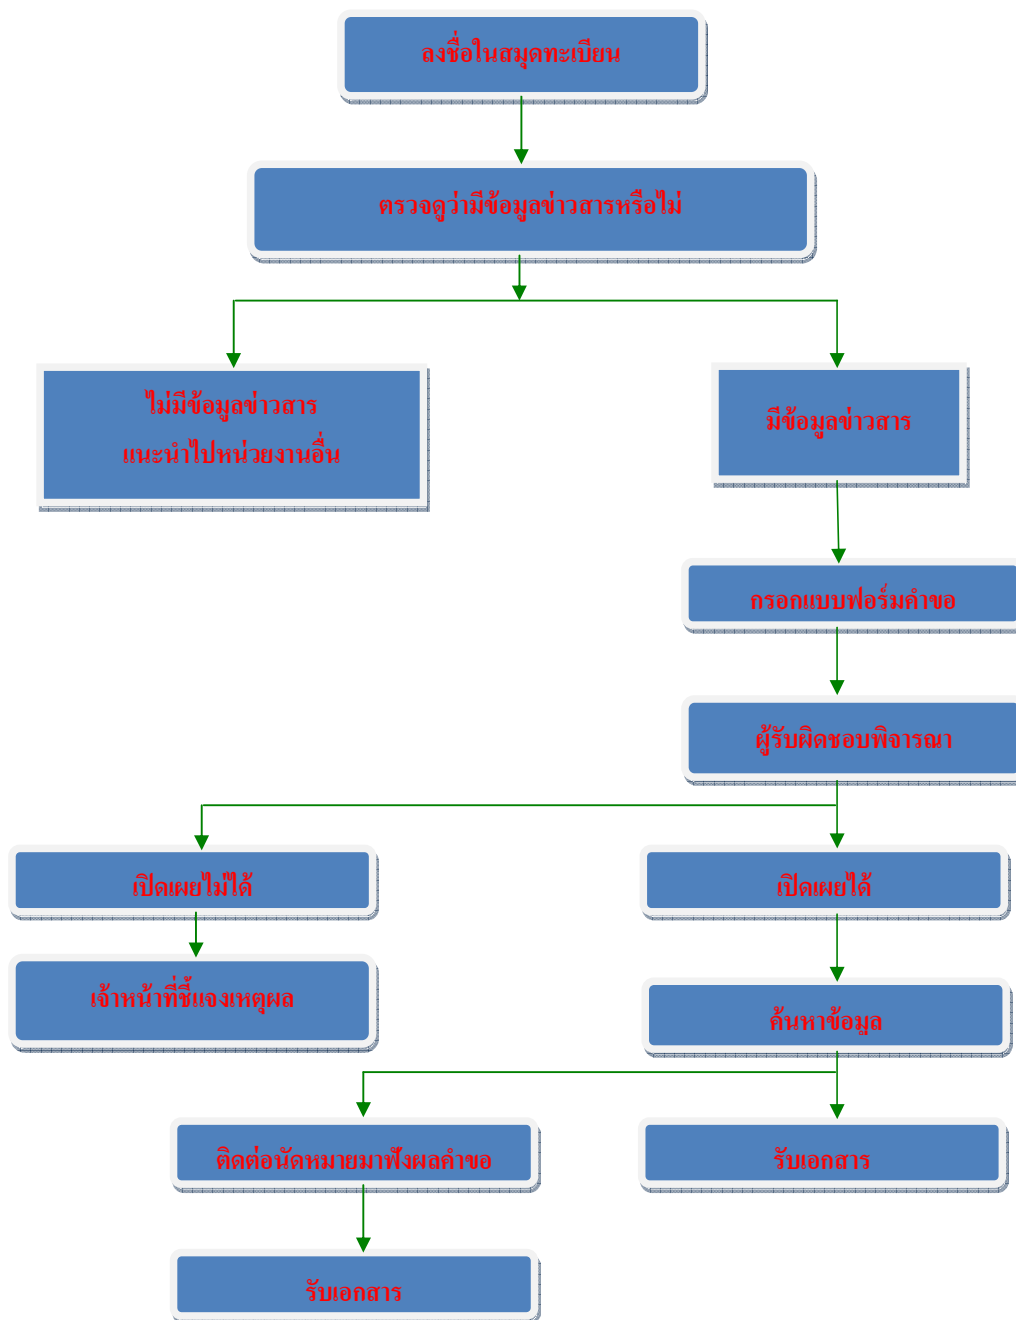 ลงชื่อในสมุดทะเบียน
ตรวจดูว่ามีข้อมูลข่าวสารหรือไม่
ไม่มีข้อมูลข่าวสาร
แนะนำไปหน่วยงานอื่น
มีข้อมูลข่าวสาร
กรอกแบบฟอร์มคำขอ
ผู้รับผิดชอบพิจารณา
เปิดเผยไม่ได้
เปิดเผยได้
เจ้าหน้าที่ชี้แจงเหตุผล
ค้นหาข้อมูล
ติดต่อนัดหมายมาฟังผลคำขอ
รับเอกสาร
รับเอกสาร